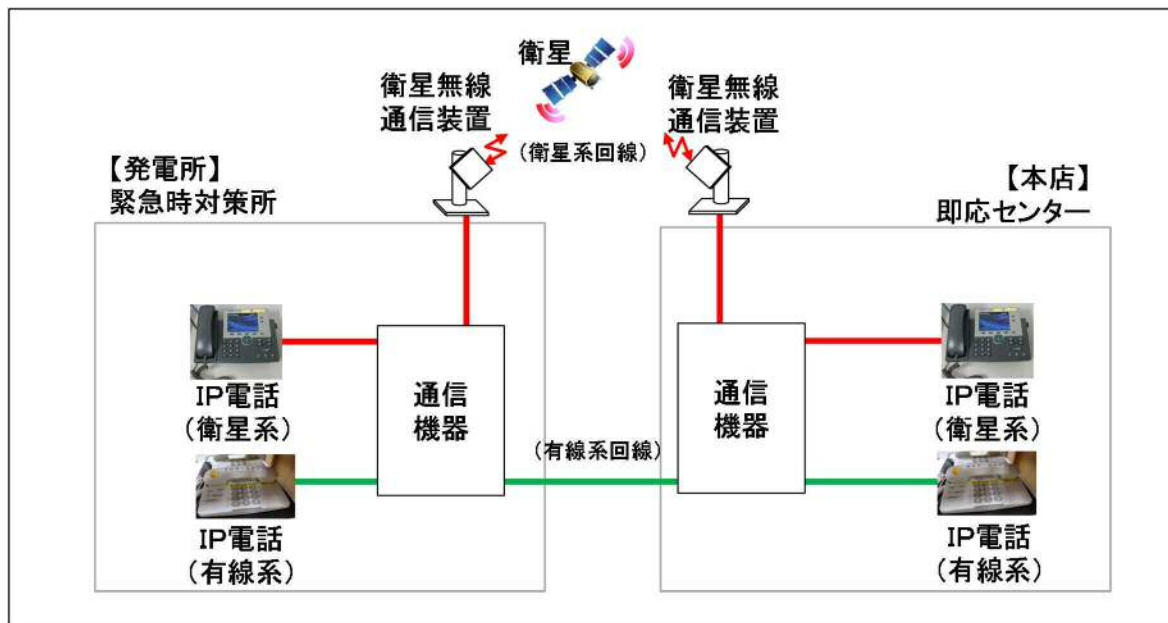 衛星
衛星無線
通信装置
衛星無線
通信装置
(衛星系回線)
【発電所】
緊急時対策所
【本店】
即応センター
IP電話
(衛星系)
通信
機器
通信
機器
IP電話
(衛星系)
(有線系回線)
IP電話
(有線系)
IP電話
(有線系)